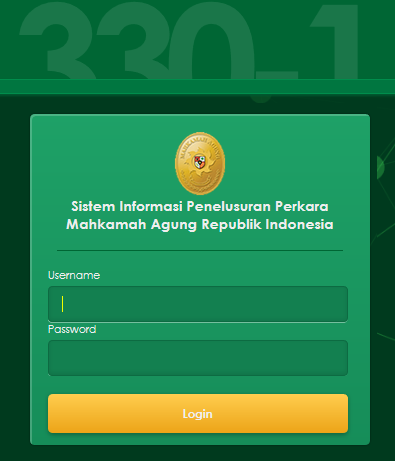 330-1
Sistem Informasi Penelusuran Perkara
Mahkamah Agung Republik Indonesia
Username
Password
Login